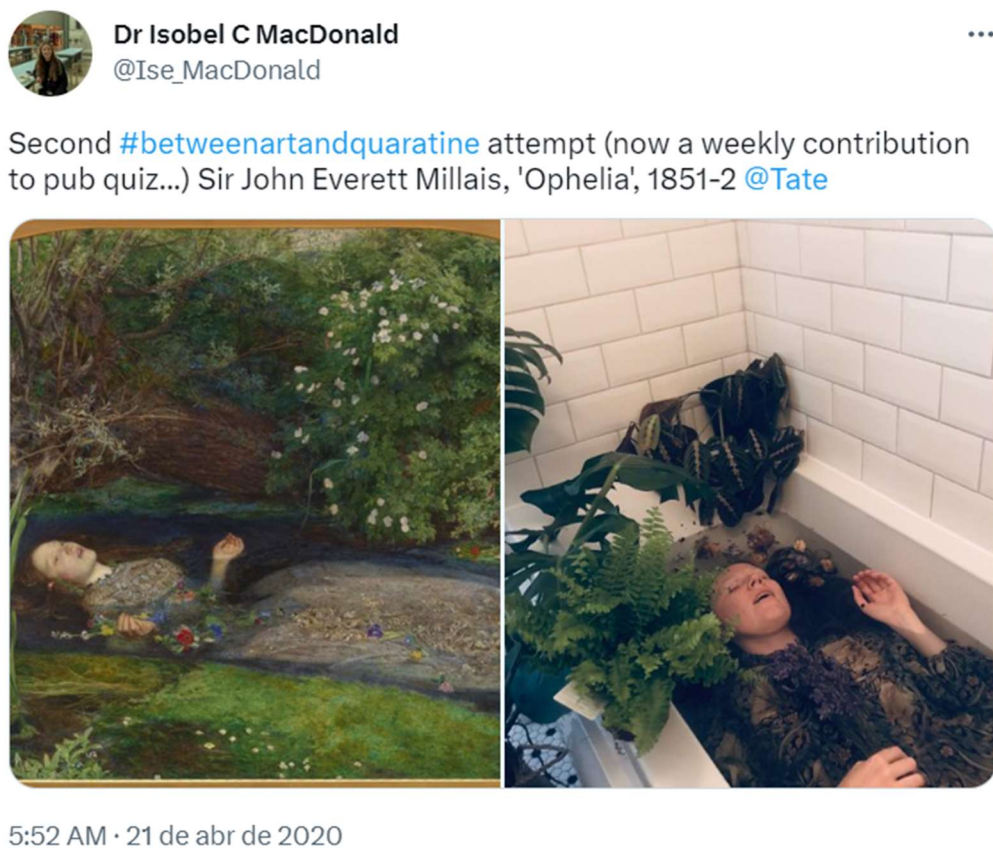 Dr Isobel C MacDonald
@Ise_MacDonald
Second #betweenartandquaratine attempt (now a weekly contribution
to pub quiz...) Sir John Everett Millais, 'Ophelia', 1851-2 @Tate
5:52 AM · 21 de abr de 2020